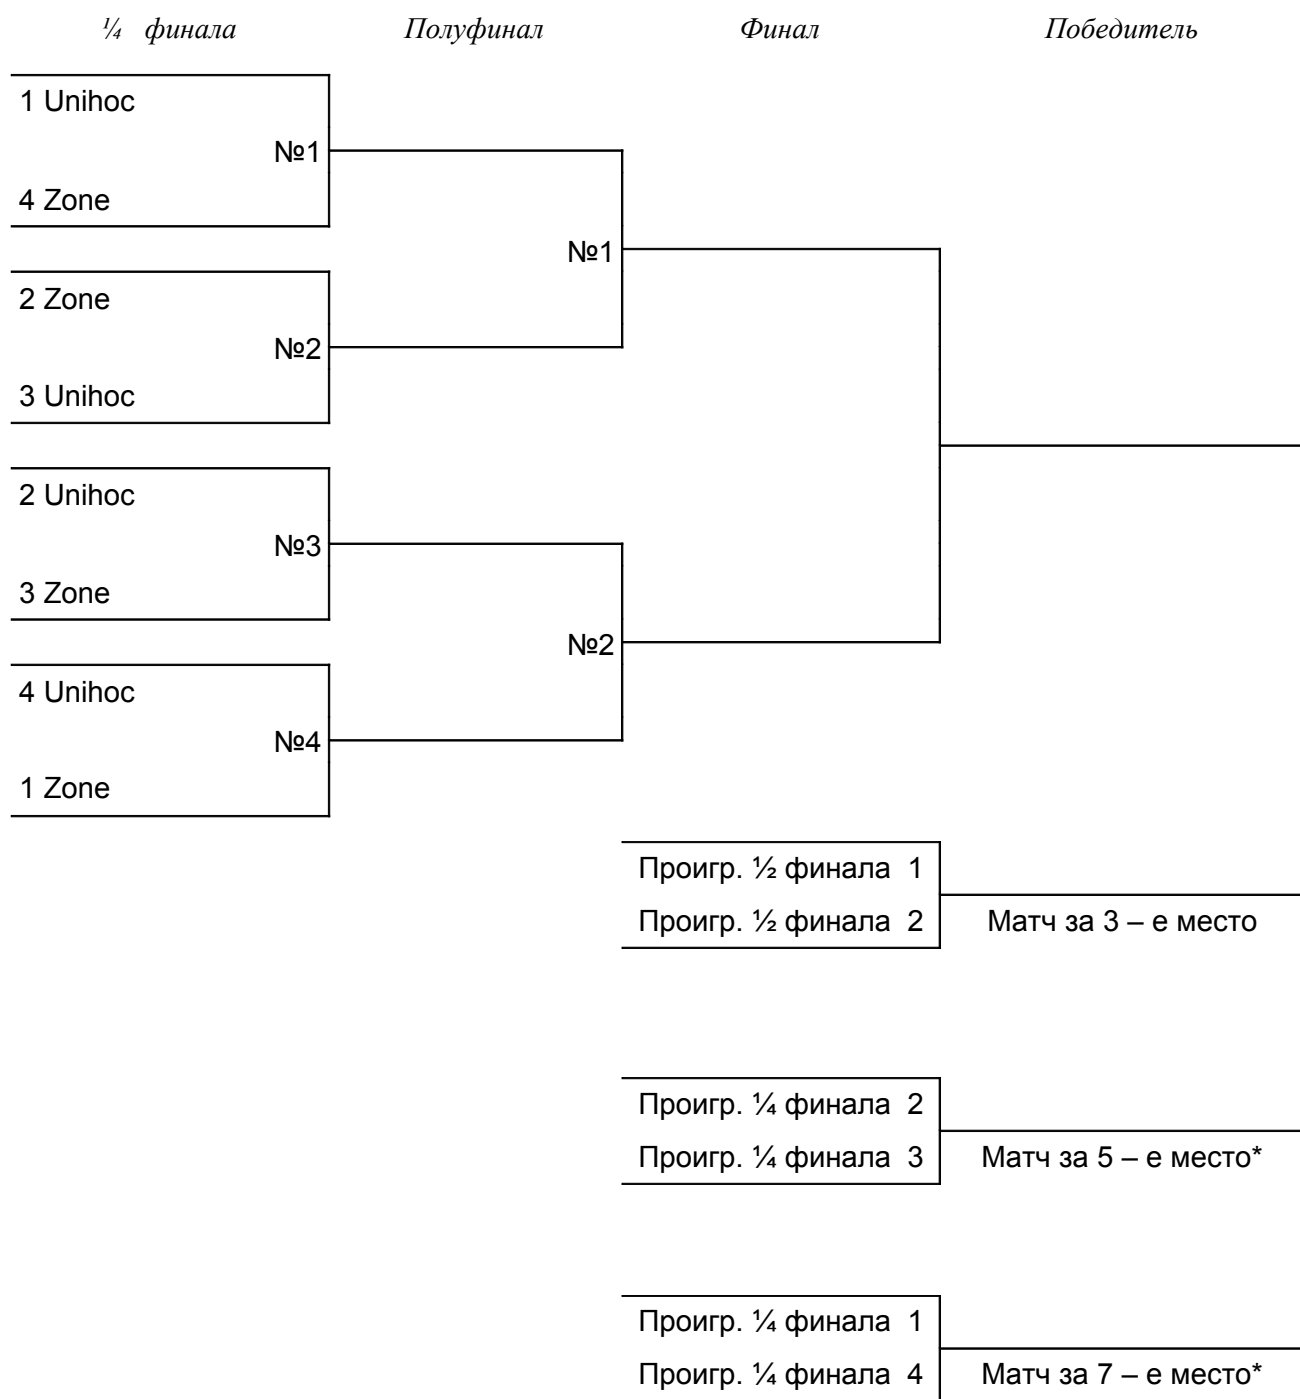 ¼ финала Полуфинал Финал Победитель
1 Unihoc
№1
4 Zone
№1
2 Zone
№2
3 Unihoc
2 Unihoc
№3
3 Zone
№2
4 Unihoc
№4
1 Zone
Проигр. ½ финала 1
Проигр. ½ финала 2 Матч за 3 – е место
Проигр. ¼ финала 2
Проигр. ¼ финала 3 Матч за 5 – е место*
Проигр. ¼ финала 1
Проигр. ¼ финала 4 Матч за 7 – е место*